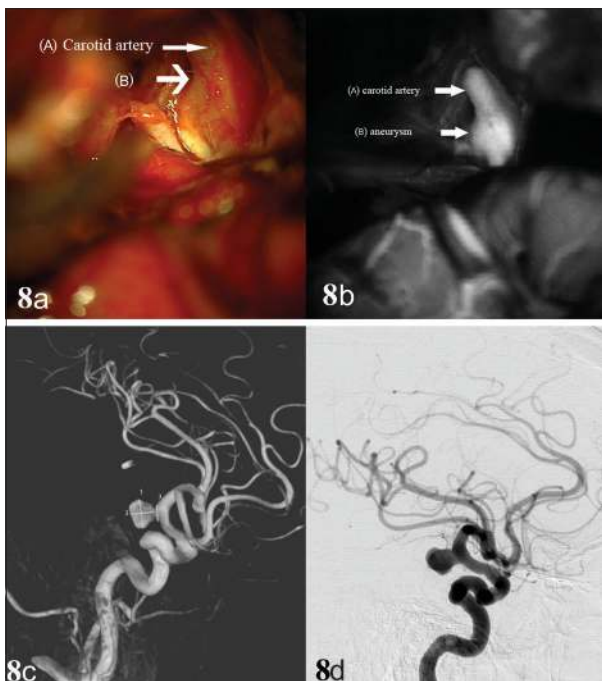 (A) Carotid artery
(B)
8a
(A) carotid artery
(B) aneurysm
8b
8c
8d